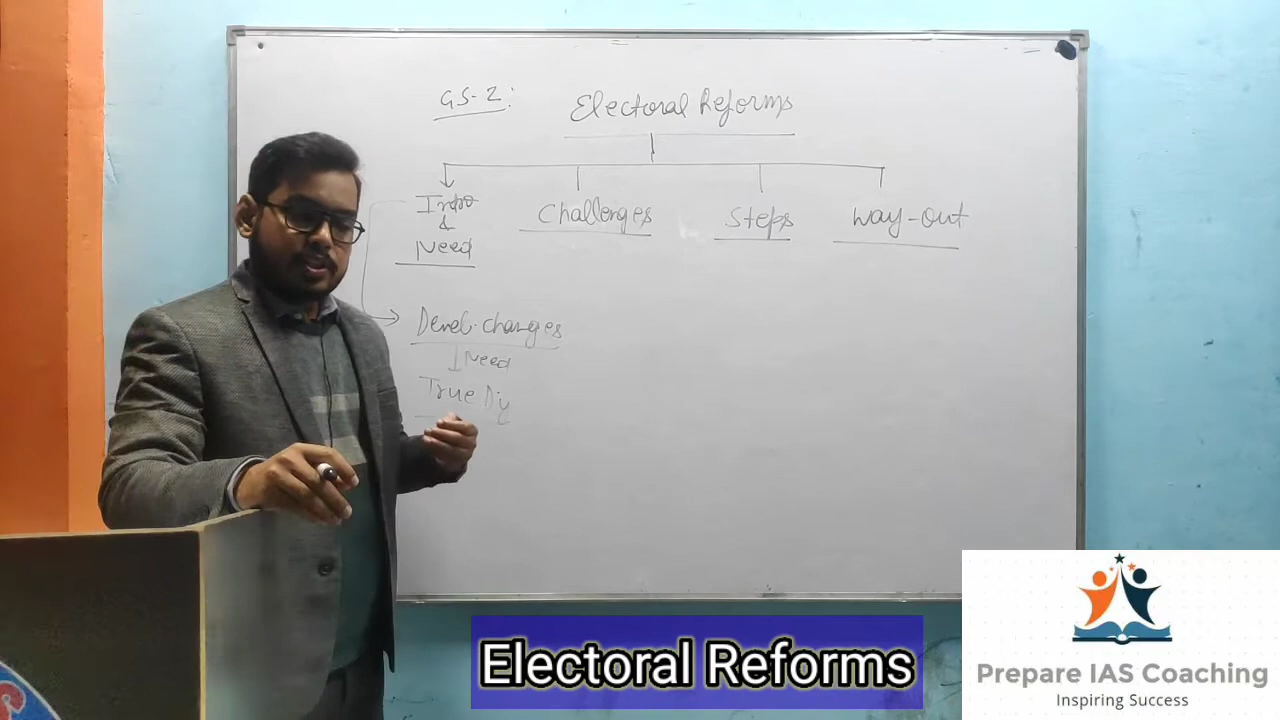 GS-2:
Electoral Reforms
Intro
&
Need
Challenges
Steps
Way-out
Devel. changes
Need
True
Electoral Reforms
Prepare IAS Coaching
Inspiring Success